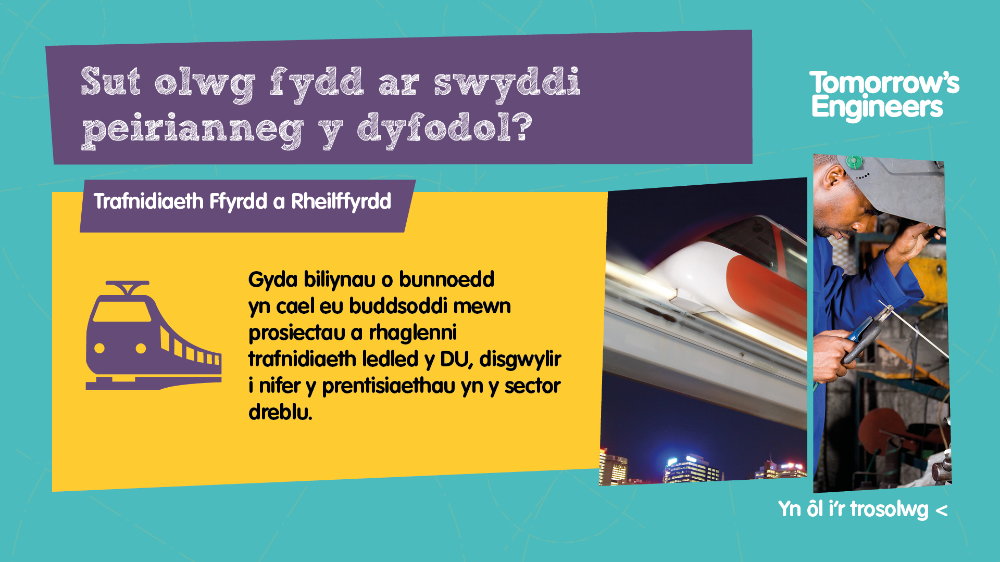 Sut olwg fydd ar swyddi
peirianneg y dyfodol?
Tomorrow's
Engineers
Trafnidiaeth Ffyrdd a Rheilffyrdd
Gyda biliynau o bunnoedd
yn cael eu buddsoddi mewn
prosiectau a rhaglenni
trafnidiaeth ledled y DU, disgwylir
i nifer y prentisiaethau yn y sector
dreblu.
Yn ôl i'r trosolwg <